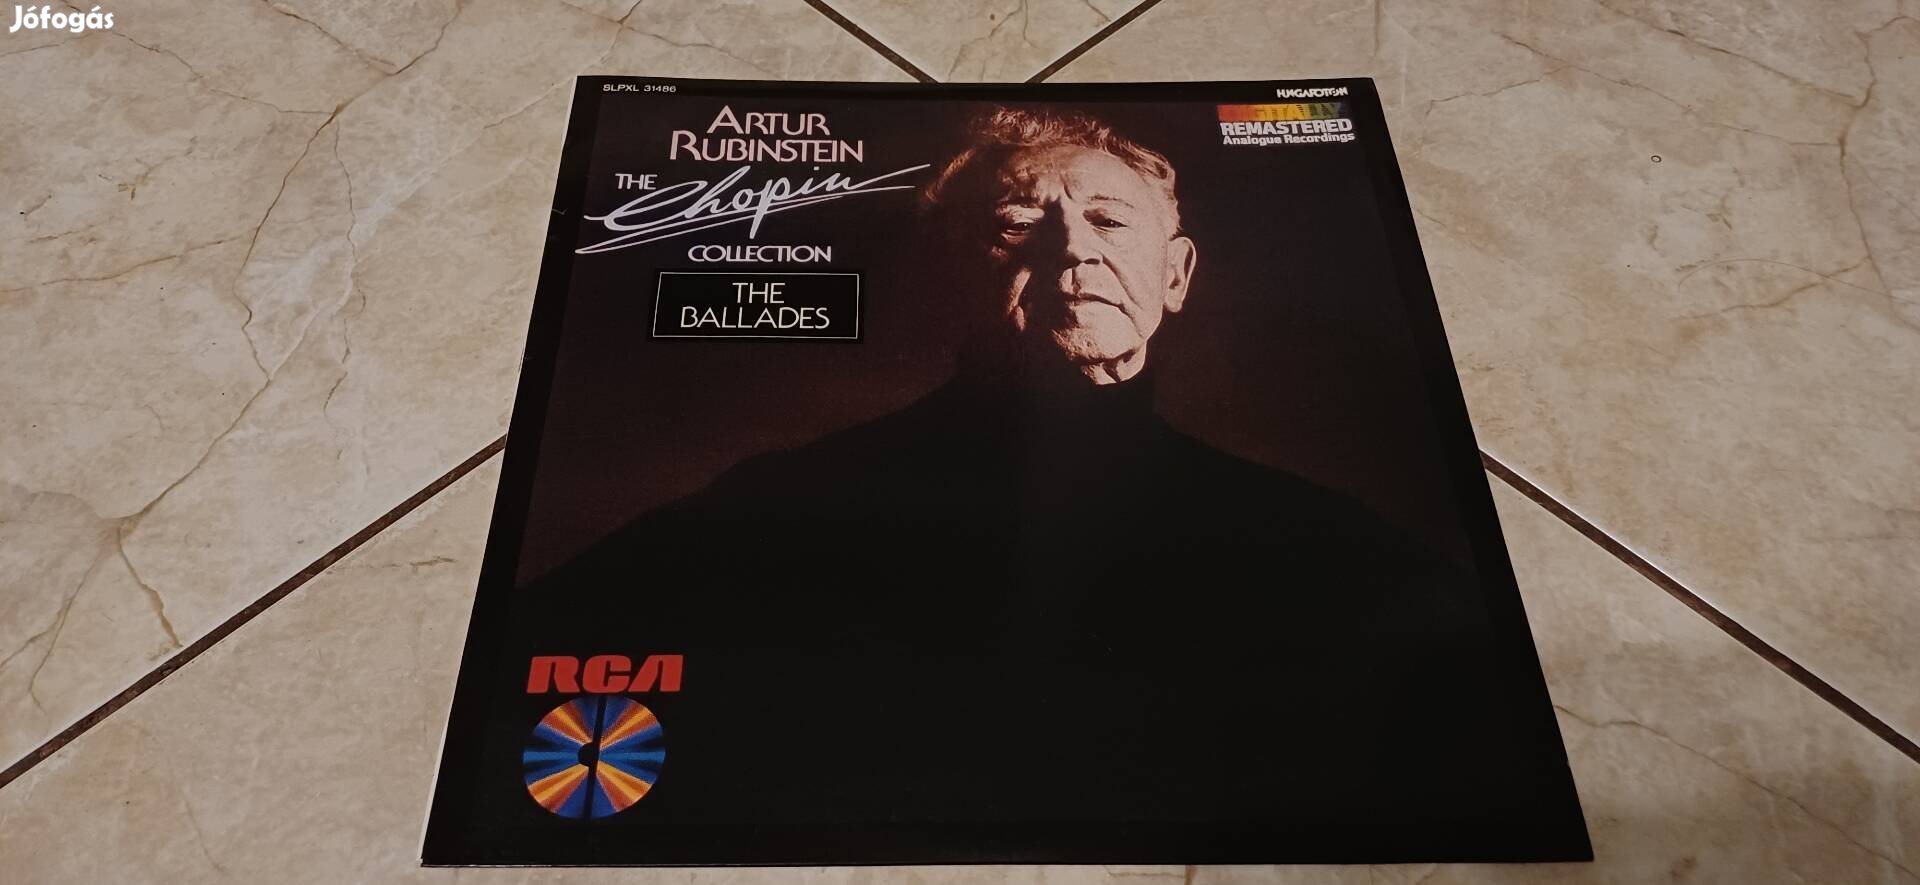 Jófogás
SLPXL 31486
HUNGAROTON
ARTUR
RUBINSTEIN
THE Chopin
COLLECTION
THE
BALLADES
DIGITALLY
REMASTERED
Analogue Recordings
RCA